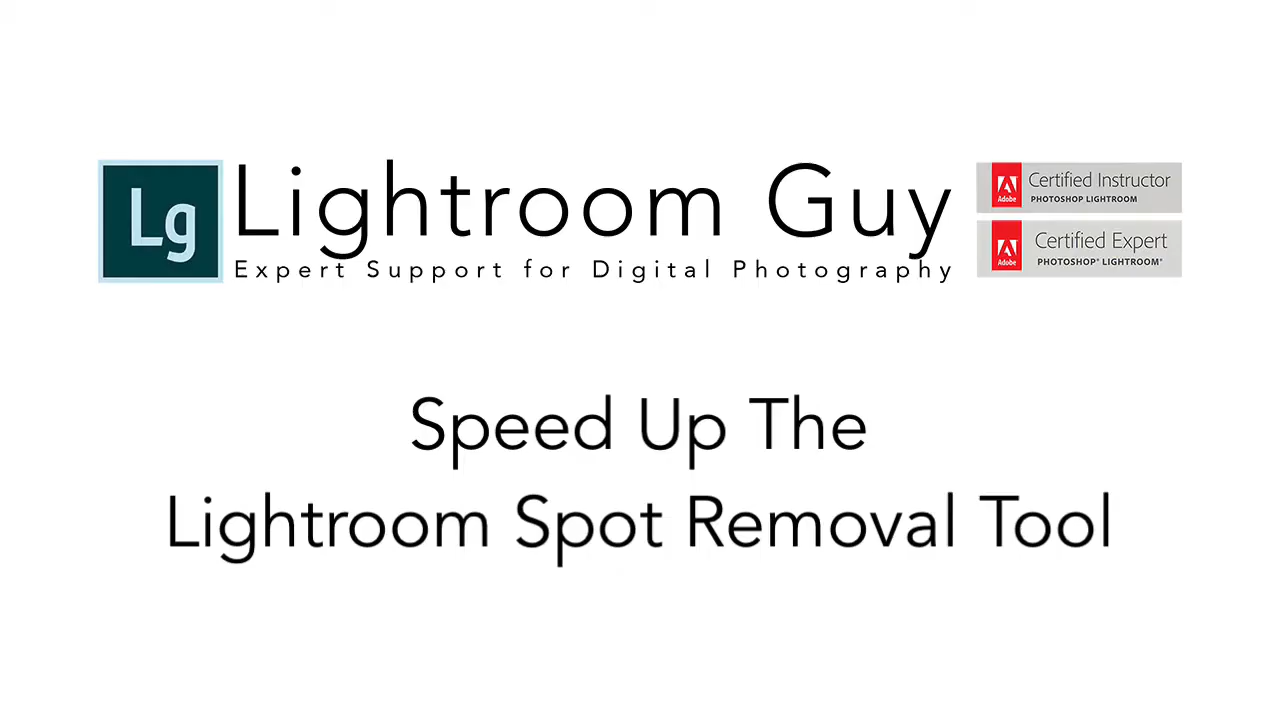 Lg
Lightroom Guy
Expert Support for Digital Photography
Adobe
Certified Instructor
PHOTOSHOP LIGHTROOM
Adobe
Certified Expert
PHOTOSHOP® LIGHTROOM®
Speed Up The
Lightroom Spot Removal Tool